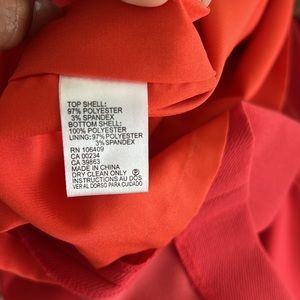 TOP SHELL:
97% POLYESTER
3% SPANDEX
BOTTOM SHELL:
100% POLYESTER
LINING: 97% POLYESTER
3% SPANDEX
RN 106409
CA 00234
CA 39863
MADE IN CHINA
DRY CLEAN ONLY Ⓟ
INSTRUCTIONS AU DOS
VER AL DORSO PARA CUIDADO